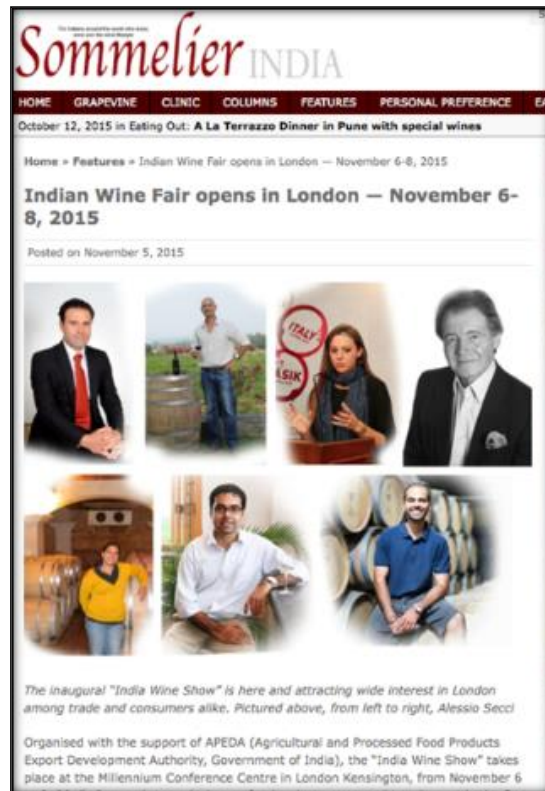 Sommelier INDIA
HOME GRAPEVINE CLINIC COLUMNS FEATURES PERSONAL PREFERENCE
October 12, 2015 in Eating Out: A La Terrazzo Dinner in Pune with special wines
Home » Features » Indian Wine Fair opens in London — November 6-8, 2015
Indian Wine Fair opens in London — November 6-
8, 2015
Posted on November 5, 2015
ITALY
SIK
The inaugural "India Wine Show" is here and attracting wide interest in London
among trade and consumers alike. Pictured above, from left to right, Alessio Secci
Organised with the support of APEDA (Agricultural and Processed Food Products
Export Development Authority, Government of India), the "India Wine Show" takes
place at the Millennium Conference Centre in London Kensington, from November 6